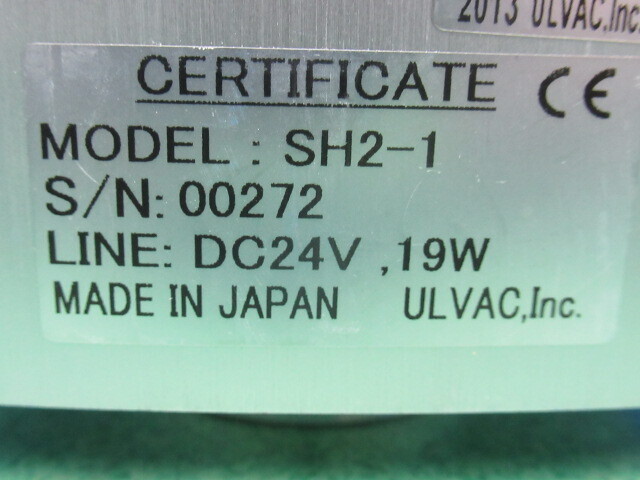 2013 ULVAC,Inc.
CERTIFICATE CE
MODEL : SH2-1
S/N: 00272
LINE: DC24V ,19W
MADE IN JAPAN ULVAC,Inc.